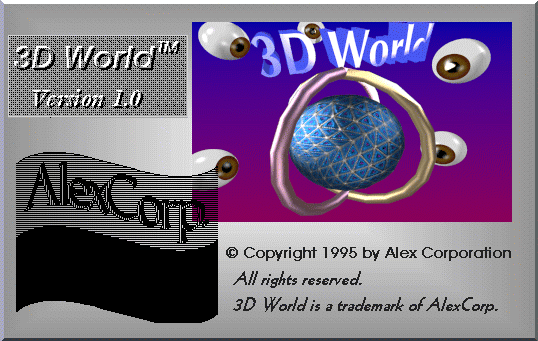 3D World™
Version 1.0
3D World
AlexCorp.
© Copyright 1995 by Alex Corporation
All rights reserved.
3D World is a trademark of AlexCorp.